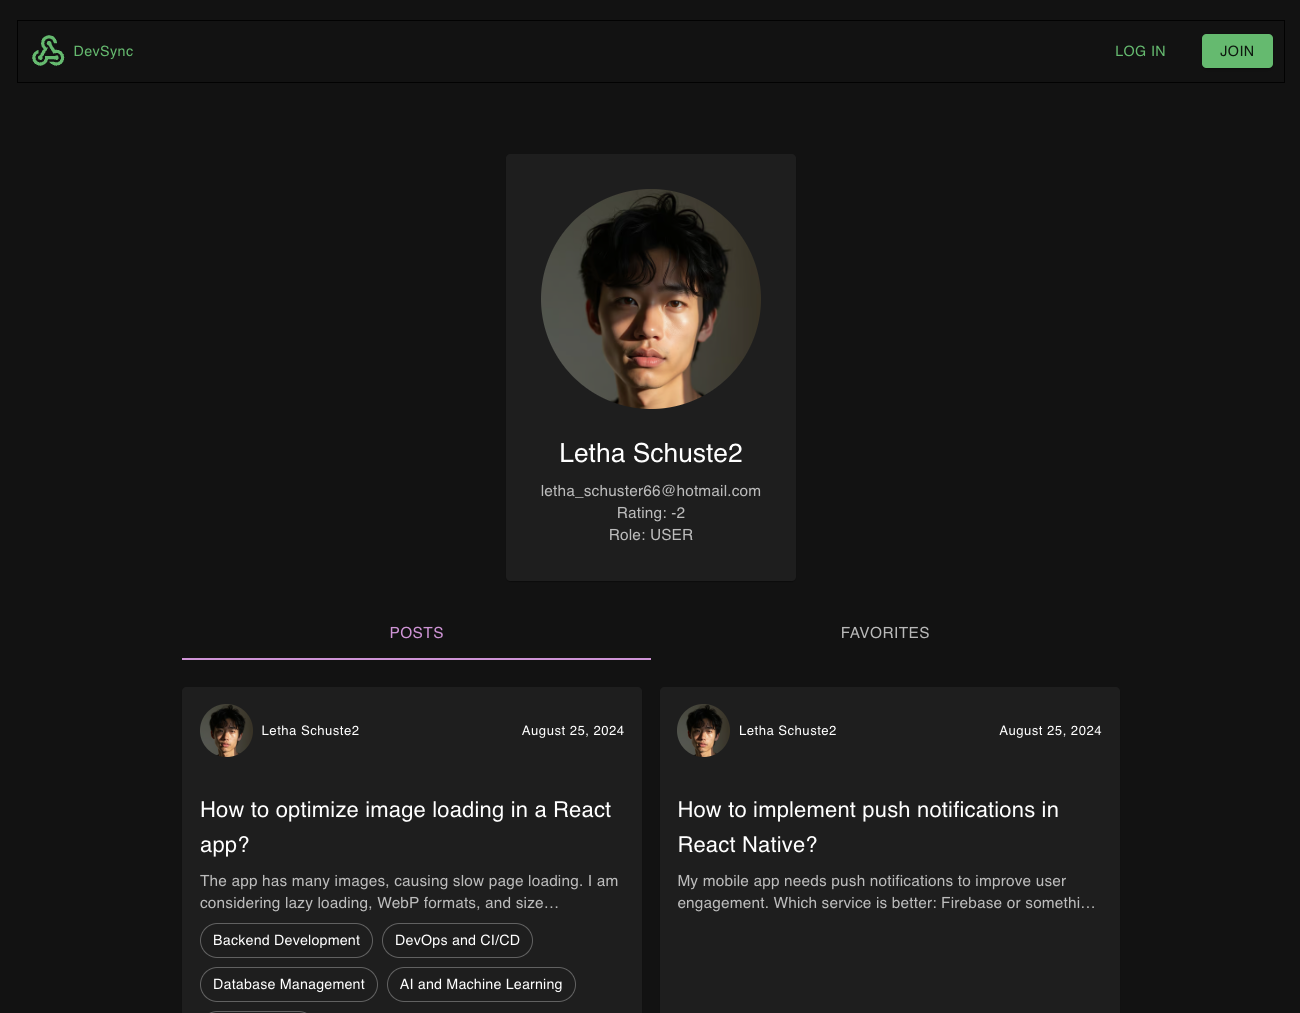 DevSync
LOG IN
JOIN
Letha Schuste2
letha_schuster66@hotmail.com
Rating: -2
Role: USER
POSTS
FAVORITES
Letha Schuste2
August 25, 2024
How to optimize image loading in a React
app?
The app has many images, causing slow page loading. I am
considering lazy loading, WebP formats, and size…
Backend Development
DevOps and CI/CD
Database Management
AI and Machine Learning
Letha Schuste2
August 25, 2024
How to implement push notifications in
React Native?
My mobile app needs push notifications to improve user
engagement. Which service is better: Firebase or somethi…